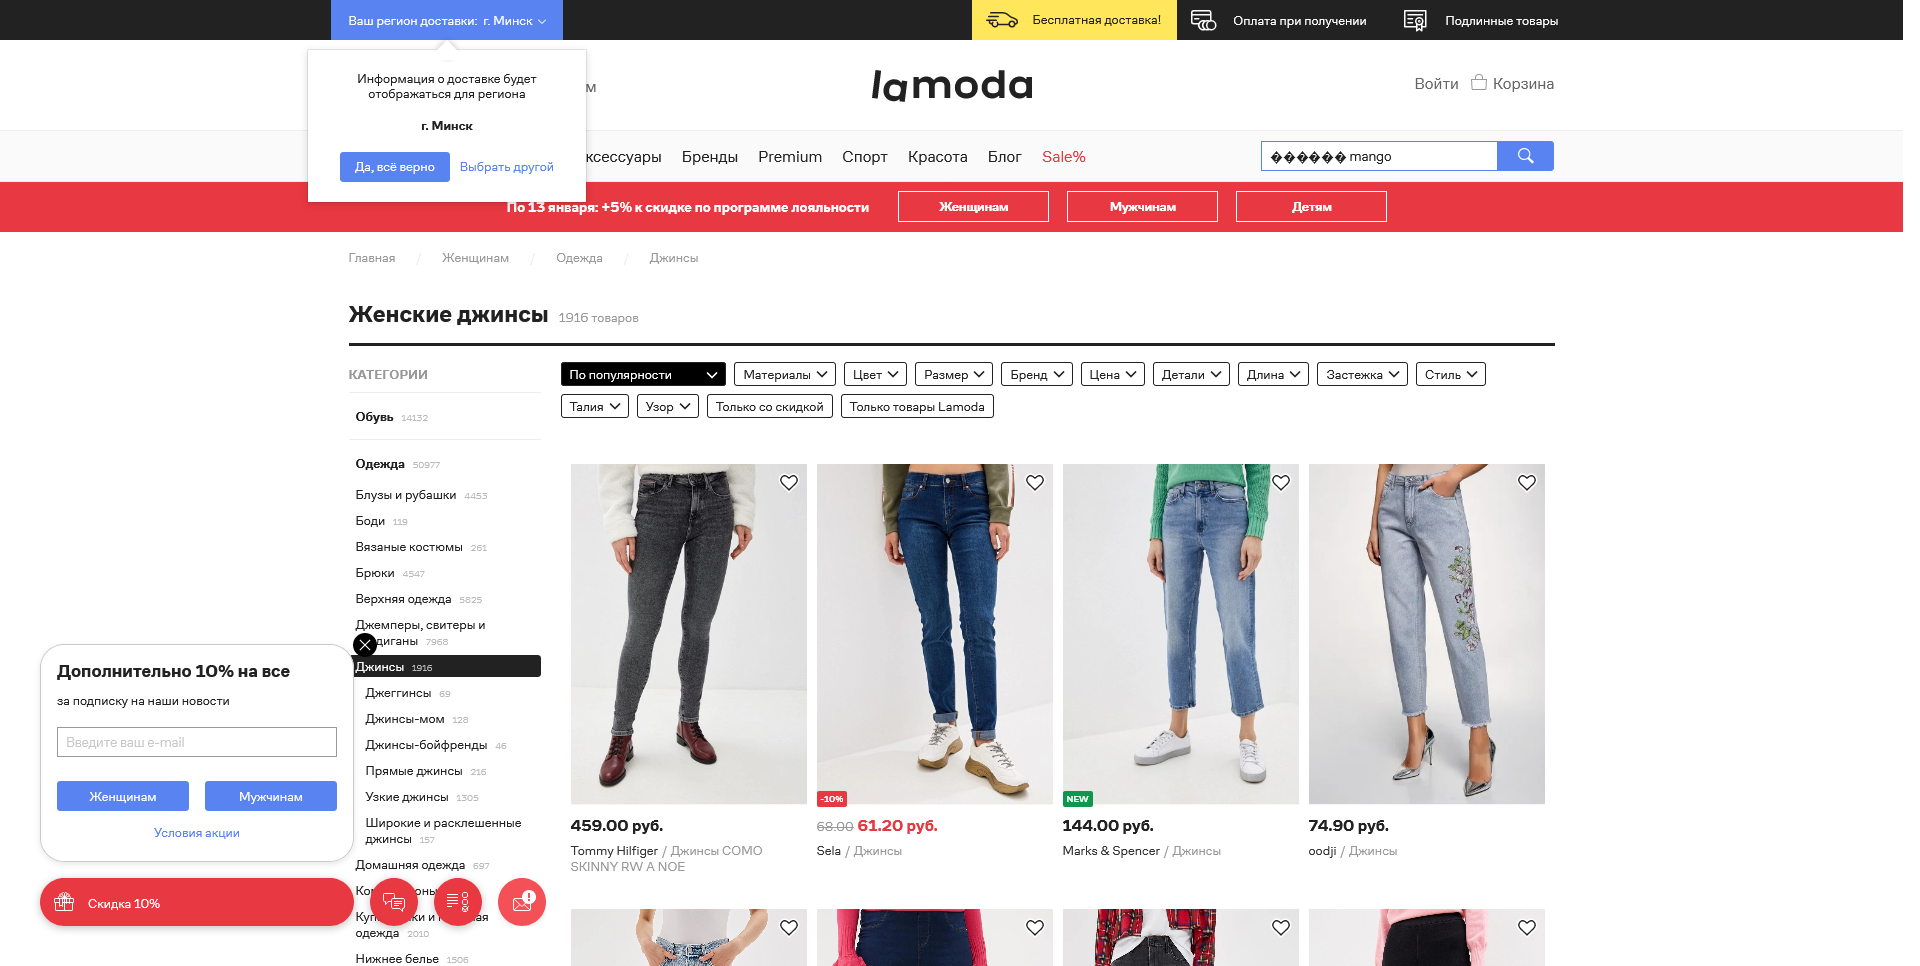 Ваш регион доставки: г. Минск
Бесплатная доставка!
Оплата при получении
Подлинные товары
Информация о доставке будет
отображаться для региона
г. Минск
Да, всё верно
Выбрать другой
lamoda
Войти
Корзина
ксессуары
Бренды
Premium
Спорт
Красота
Блог
Sale%
������ mango
По 13 января: +5% к скидке по программе лояльности
Женщинам
Мужчинам
Детям
Главная / Женщинам / Одежда / Джинсы
Женские джинсы 1916 товаров
КАТЕГОРИИ
Обувь 14132
Одежда 50977
Блузы и рубашки 4453
Боди 119
Вязаные костюмы 261
Брюки 4547
Верхняя одежда 5825
Джемперы, свитеры и
диганы 7968
Джинсы 1916
Джеггинсы 69
Джинсы-мом 128
Джинсы-бойфренды 46
Прямые джинсы 216
Узкие джинсы 1305
Широкие и расклешенные
джинсы 157
Домашняя одежда 697
одежда 2010
Нижнее белье 1506
По популярности
Материалы
Цвет
Размер
Бренд
Цена
Детали
Длина
Застежка
Стиль
Талия
Узор
Только со скидкой
Только товары Lamoda
459.00 руб.
Tommy Hilfiger / Джинсы COMO
SKINNY RW A NOE
-10%
68.00 61.20 руб.
Sela / Джинсы
NEW
144.00 руб.
Marks & Spencer / Джинсы
74.90 руб.
oodji / Джинсы
Дополнительно 10% на все
за подписку на наши новости
Введите ваш e-mail
Женщинам
Мужчинам
Условия акции
Скидка 10%